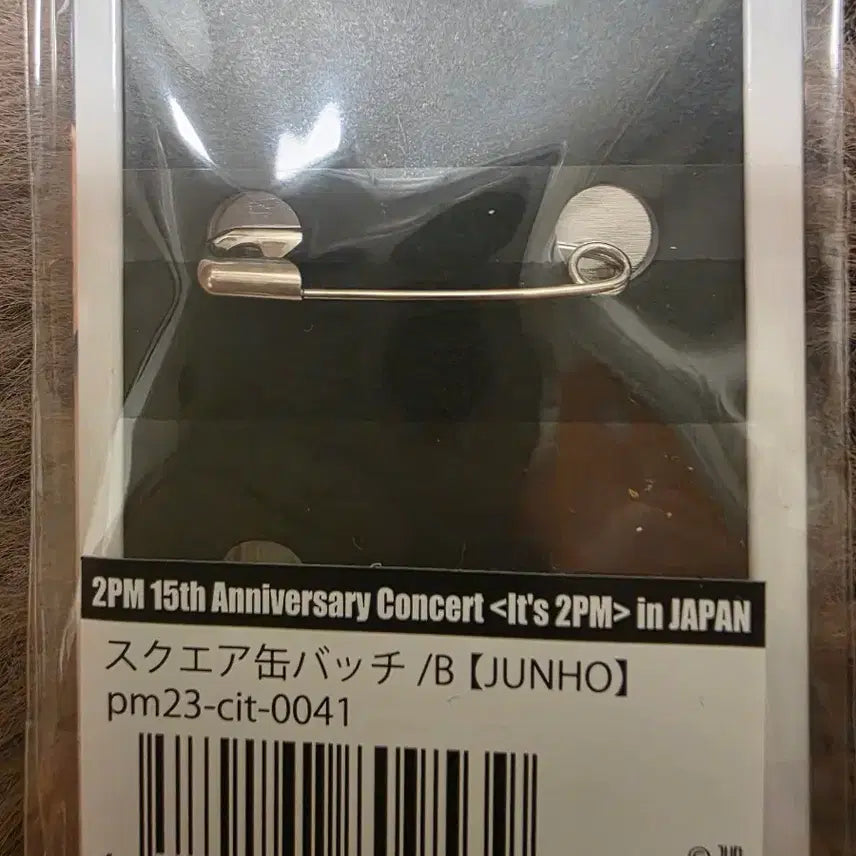 2PM 15th Anniversary Concert <It's 2PM> in JAPAN
スクエア缶バッチ /B【JUNHO】
pm23-cit-0041
©